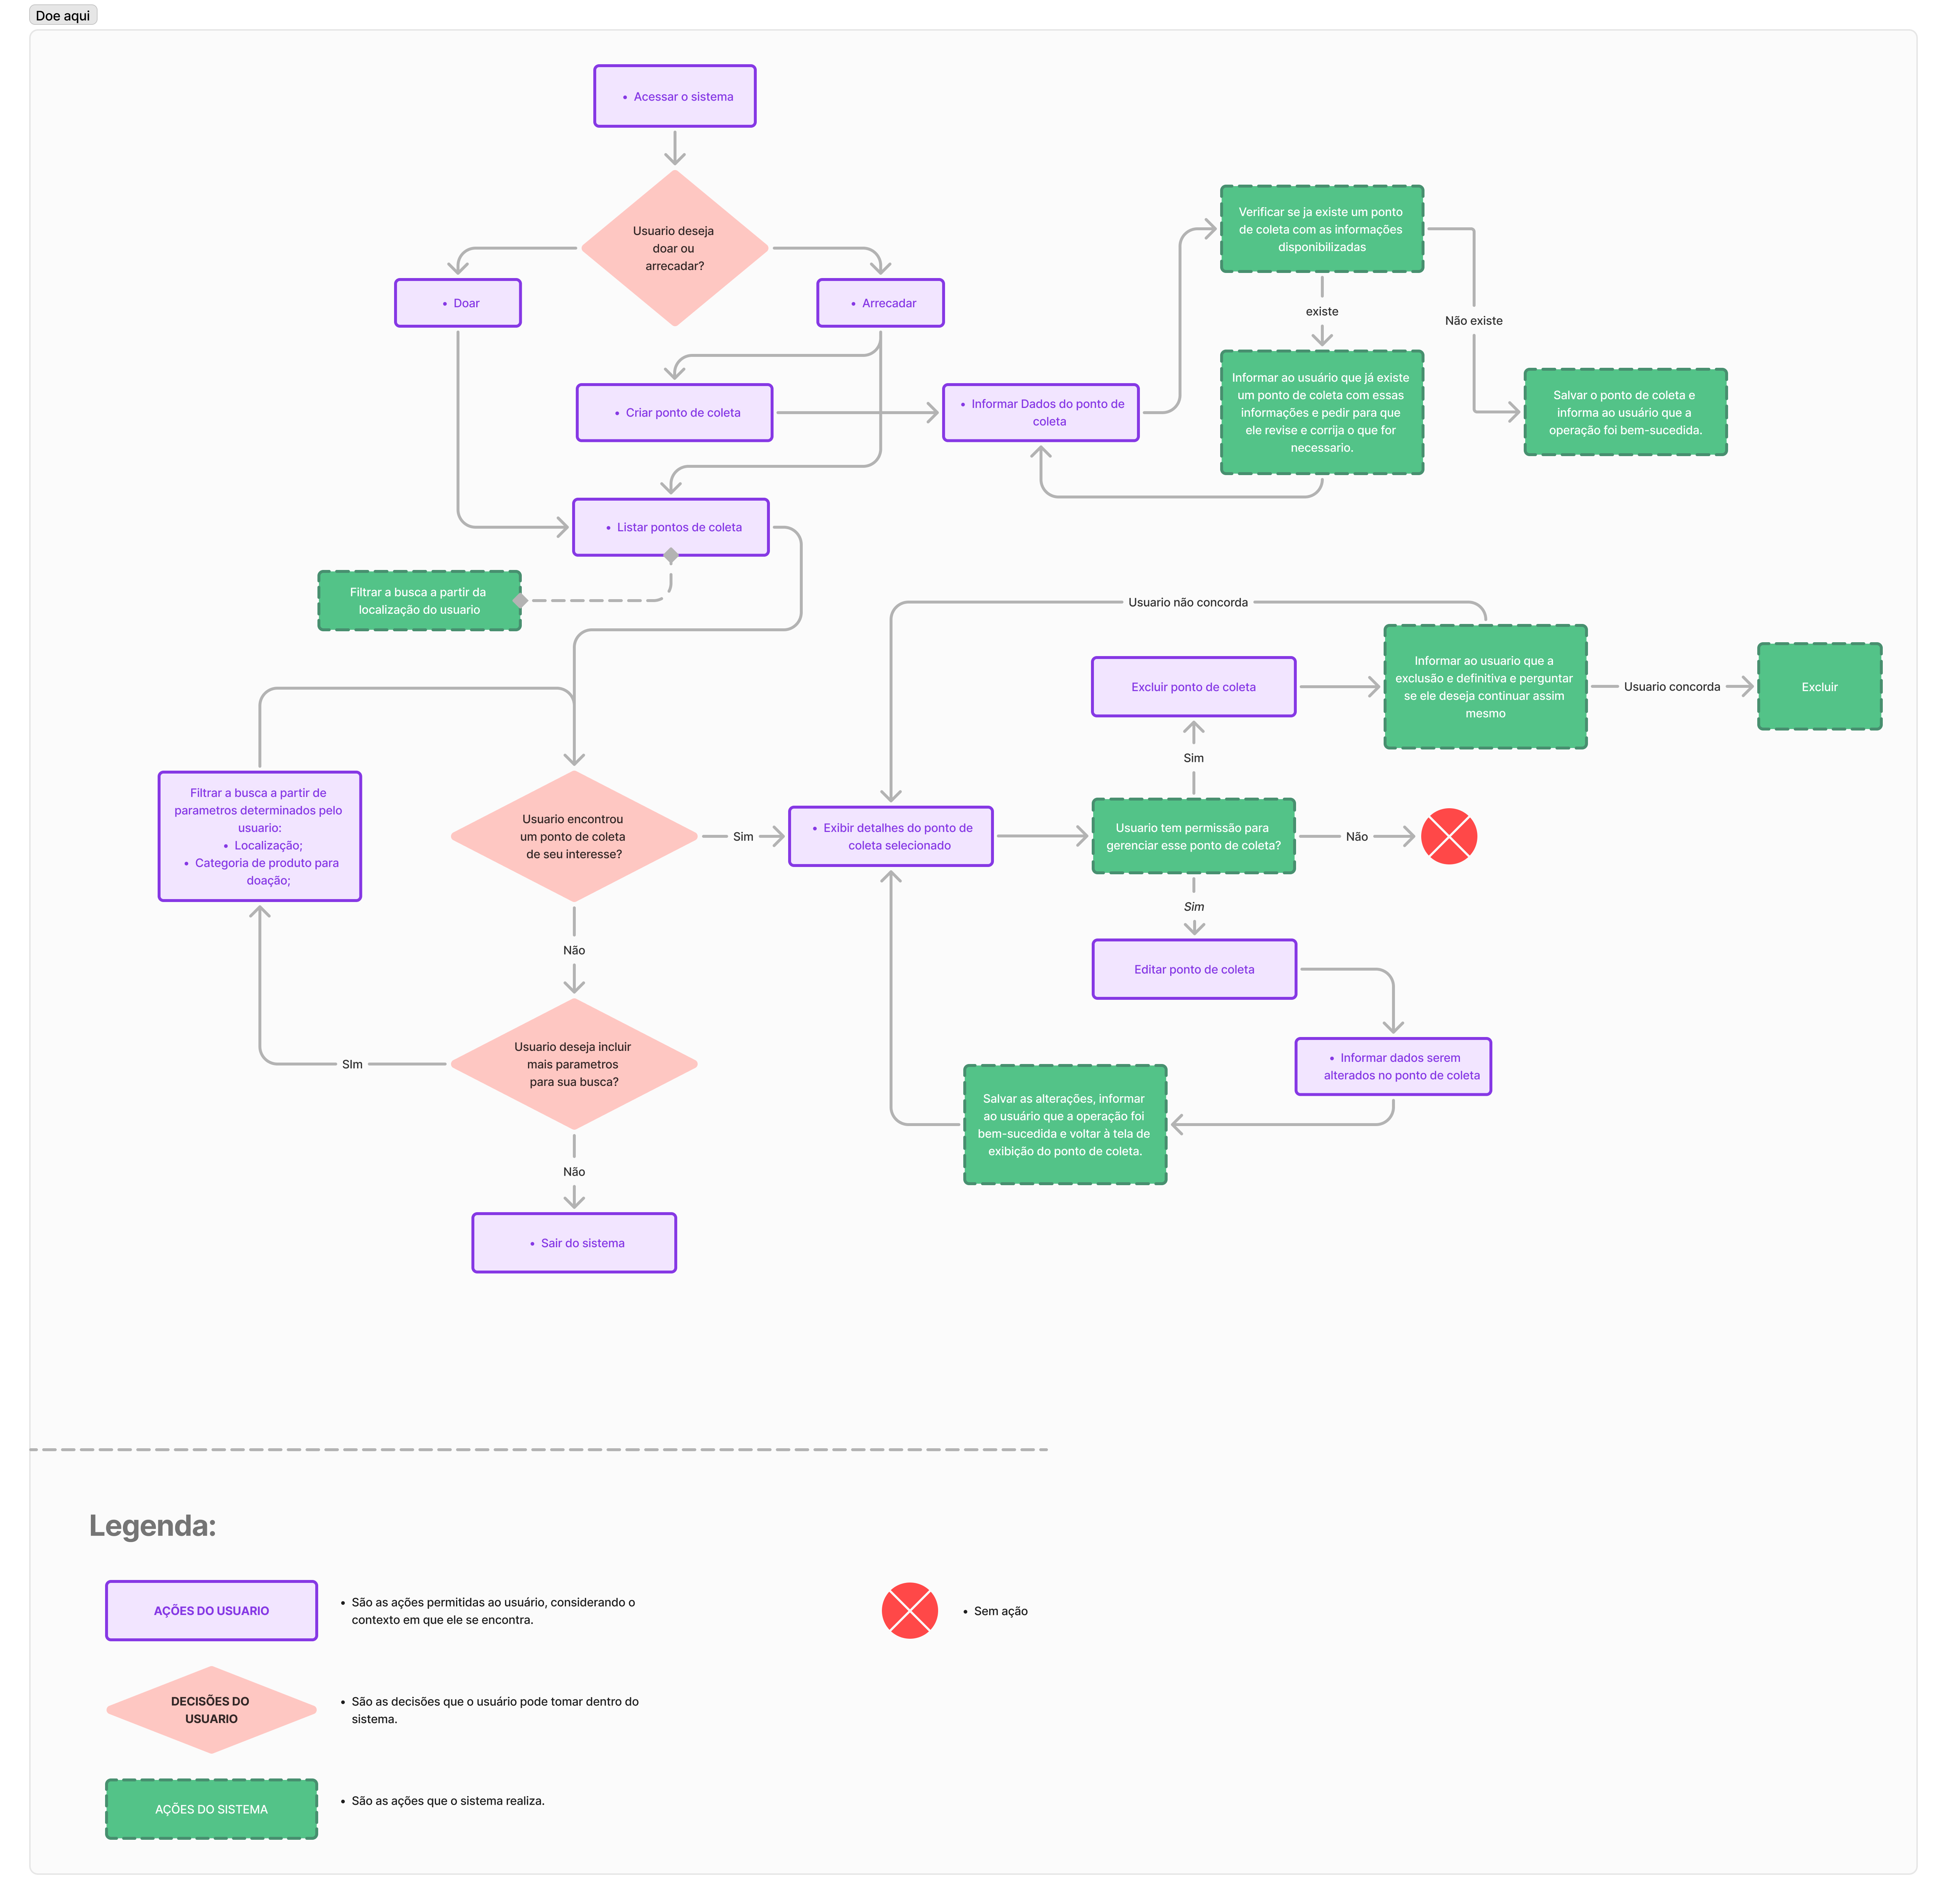 Doe aqui
Acessar o sistema
Usuario deseja
doar ou
arrecadar?
Doar
Arrecadar
Criar ponto de coleta
Informar Dados do ponto de
coleta
Verificar se ja existe um ponto
de coleta com as informações
disponibilizadas
existe
Não existe
Informar ao usuário que já existe
um ponto de coleta com essas
informações e pedir para que
ele revise e corrija o que for
necessario.
Salvar o ponto de coleta e
informa ao usuário que a
operação foi bem-sucedida.
Listar pontos de coleta
Filtrar a busca a partir da
localização do usuario
Usuario não concorda
Excluir ponto de coleta
Informar ao usuario que a
exclusão e definitiva e perguntar
se ele deseja continuar assim
mesmo
Usuario concorda
Excluir
Sim
Filtrar a busca a partir de
parametros determinados pelo
usuario:
Localização;
Categoria de produto para
doação;
Usuario encontrou
um ponto de coleta
de seu interesse?
Sim
Exibir detalhes do ponto de
coleta selecionado
Usuario tem permissão para
gerenciar esse ponto de coleta?
Não
Sim
Não
Editar ponto de coleta
Usuario deseja incluir
mais parametros
para sua busca?
SIm
Informar dados serem
alterados no ponto de coleta
Salvar as alterações, informar
ao usuário que a operação foi
bem-sucedida e voltar à tela de
exibição do ponto de coleta.
Não
Sair do sistema
Legenda:
AÇÕES DO USUARIO
São as ações permitidas ao usuário, considerando o
contexto em que ele se encontra.
Sem ação
DECISÕES DO
USUARIO
São as decisões que o usuário pode tomar dentro do
sistema.
AÇÕES DO SISTEMA
São as ações que o sistema realiza.